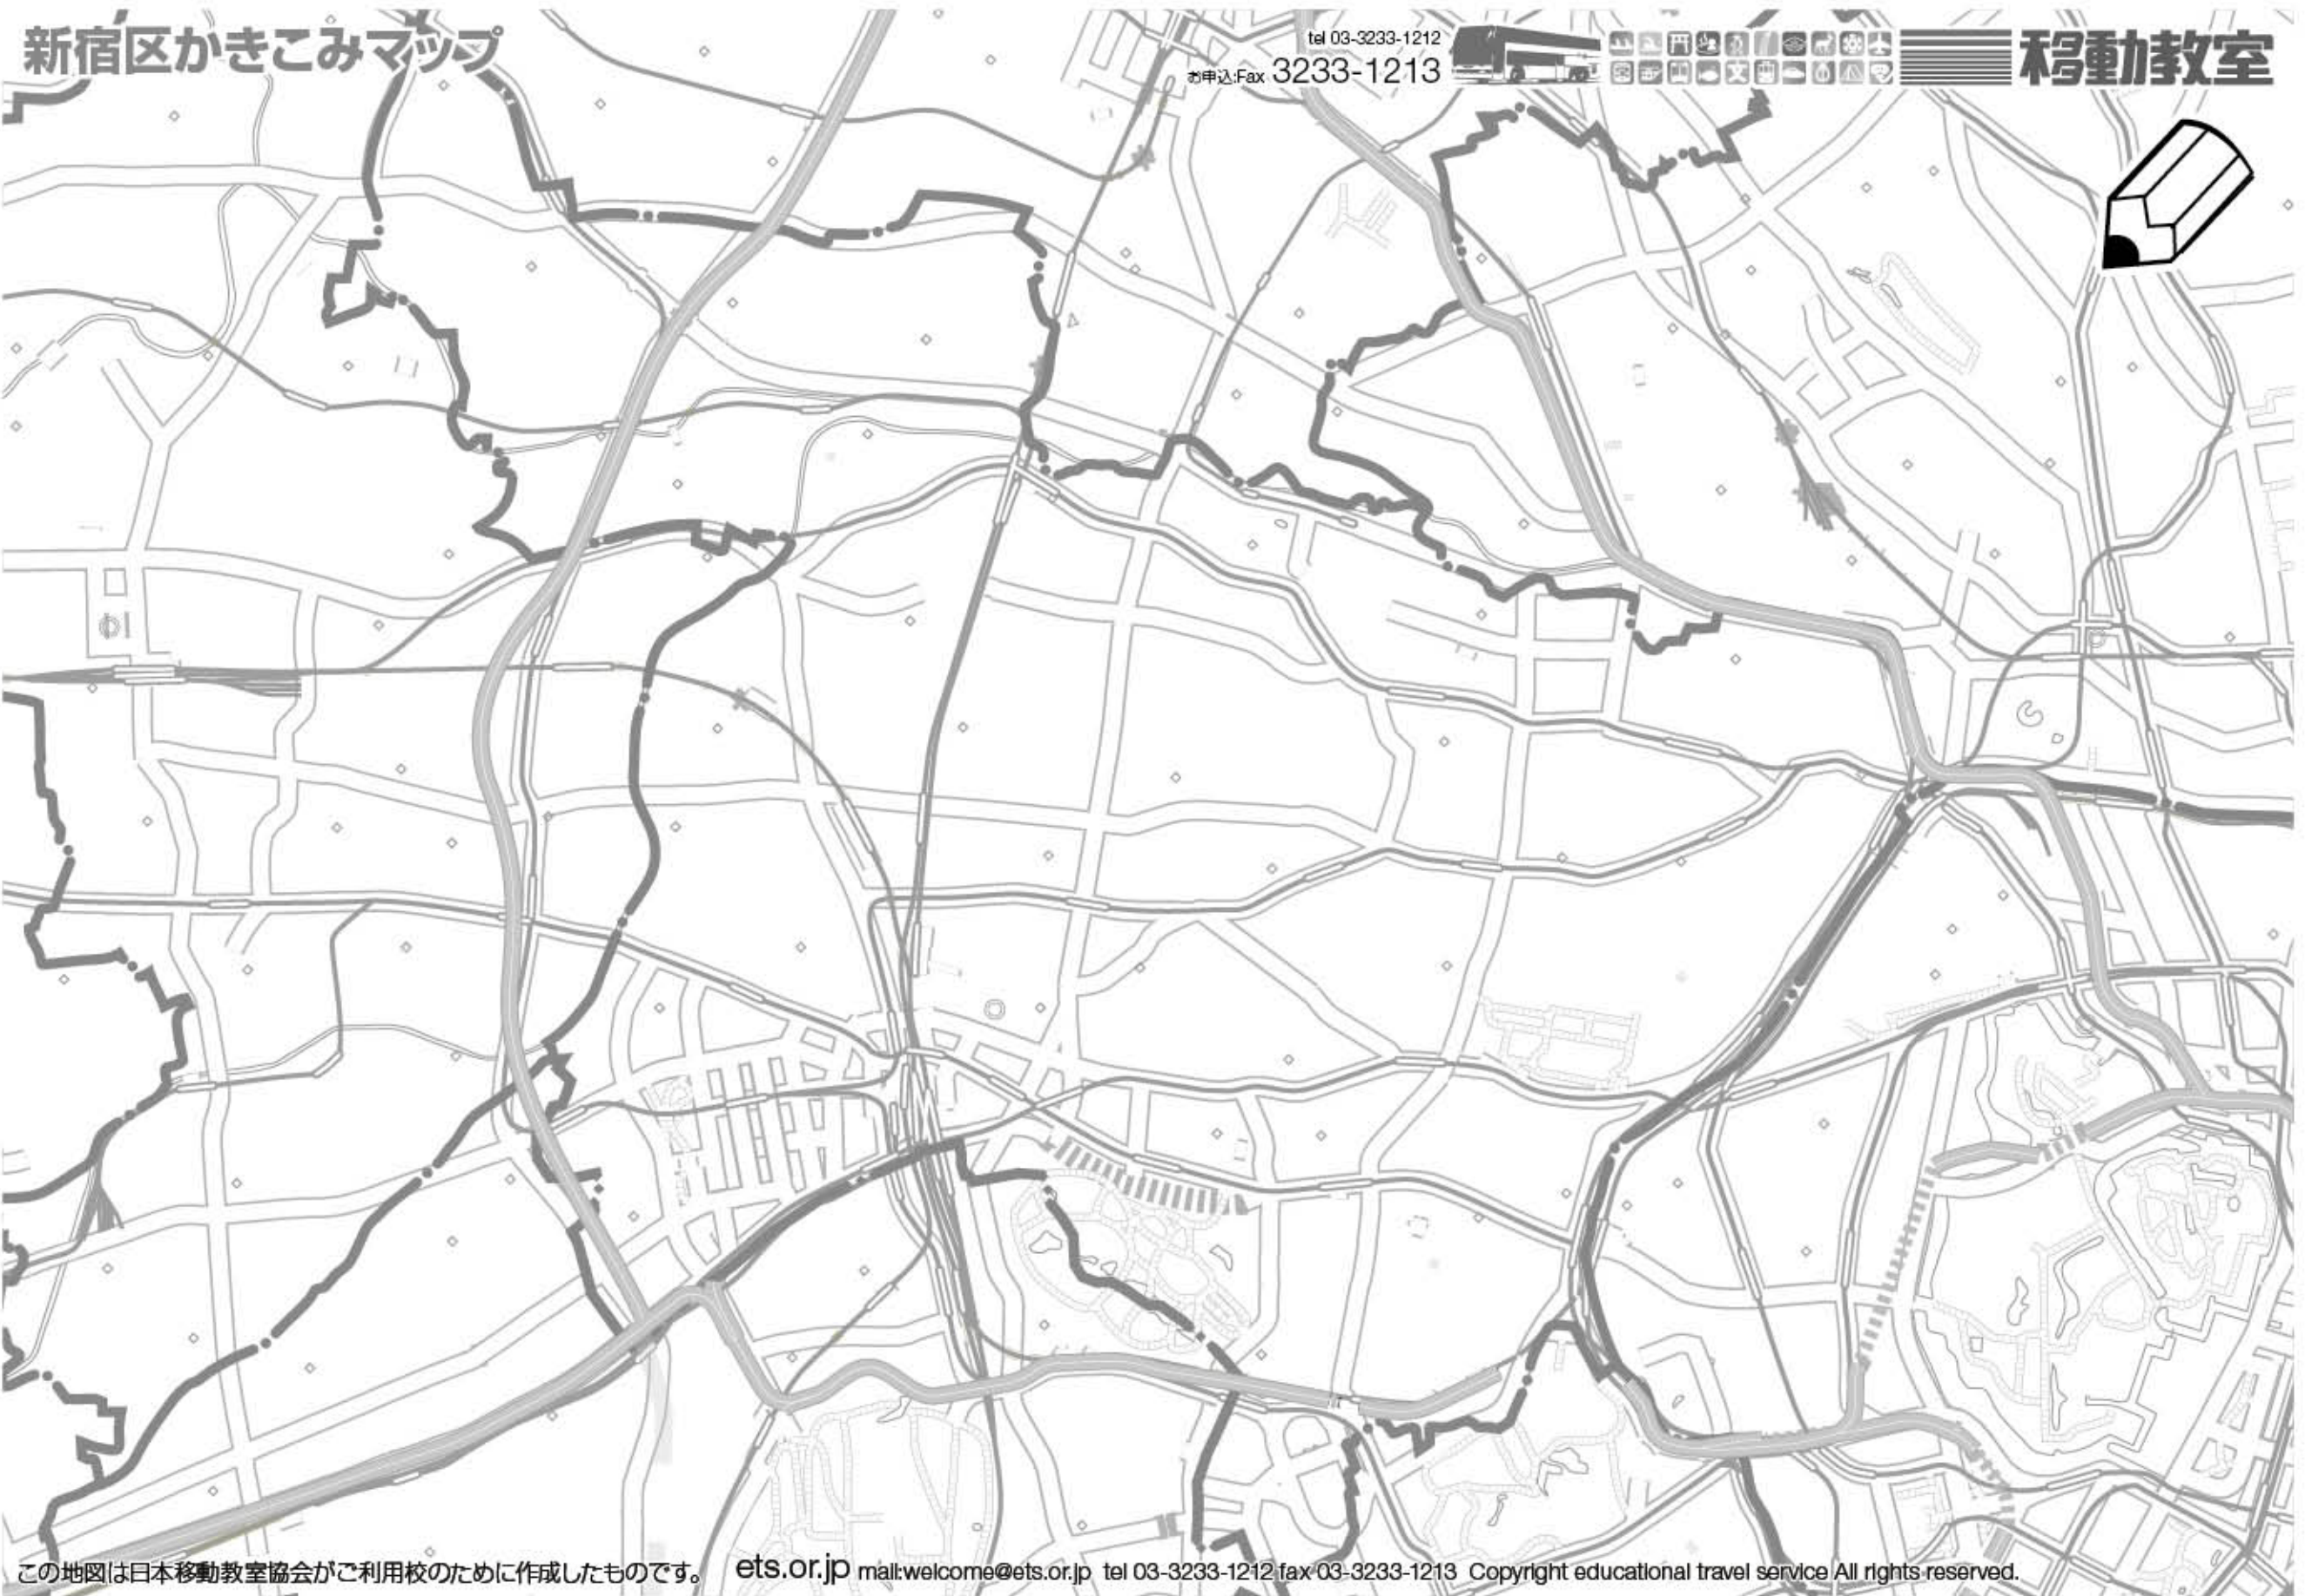 新宿区かきこみマップ
tel 03-3233-1212
お申込:Fax 3233-1213
移動教室
この地図は日本移動教室協会がご利用校のために作成したものです。 ets.or.jp mail:welcome@ets.or.jp tel 03-3233-1212 fax 03-3233-1213 Copyright educational travel service All rights reserved.